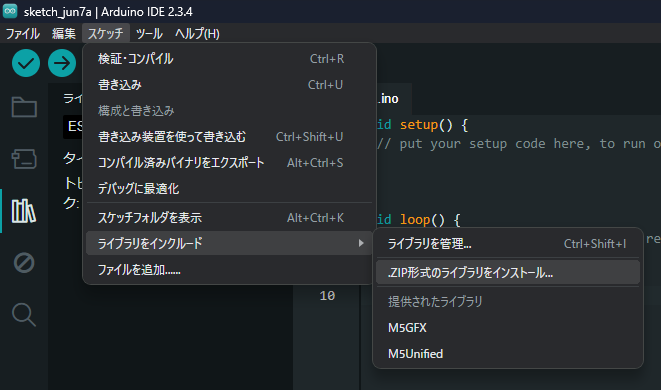 sketch_jun7a | Arduino IDE 2.3.4
ファイル 編集 スケッチ ツール ヘルプ(H)
検証・コンパイル Ctrl+R
書き込み Ctrl+U
構成と書き込み
書き込み装置を使って書き込む Ctrl+Shift+U
コンパイル済みバイナリをエクスポート Alt+Ctrl+S
デバッグに最適化
スケッチフォルダを表示 Alt+Ctrl+K
ライブラリをインクルード
ファイルを追加......
ライブラリを管理... Ctrl+Shift+I
.ZIP形式のライブラリをインストール...
提供されたライブラリ
M5GFX
M5Unified
ラ
ES
タ
ト
ク:
.ino
id setup() {
// put your setup code here, to run o
id loop() {
re
10